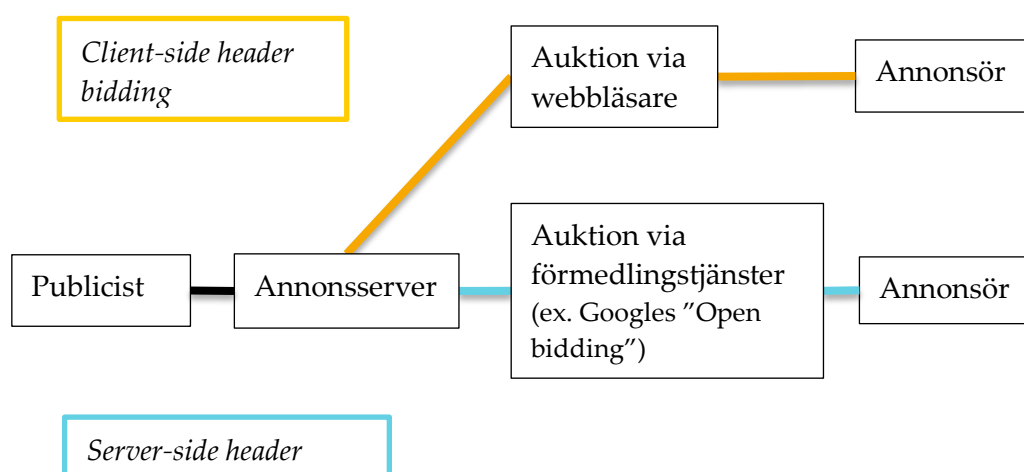 Client-side header
bidding
Auktion via
webbläsare
Annonsör
Publicist
Annonsserver
Auktion via
förmedlingstjänster
(ex. Googles ”Open
bidding”)
Annonsör
Server-side header